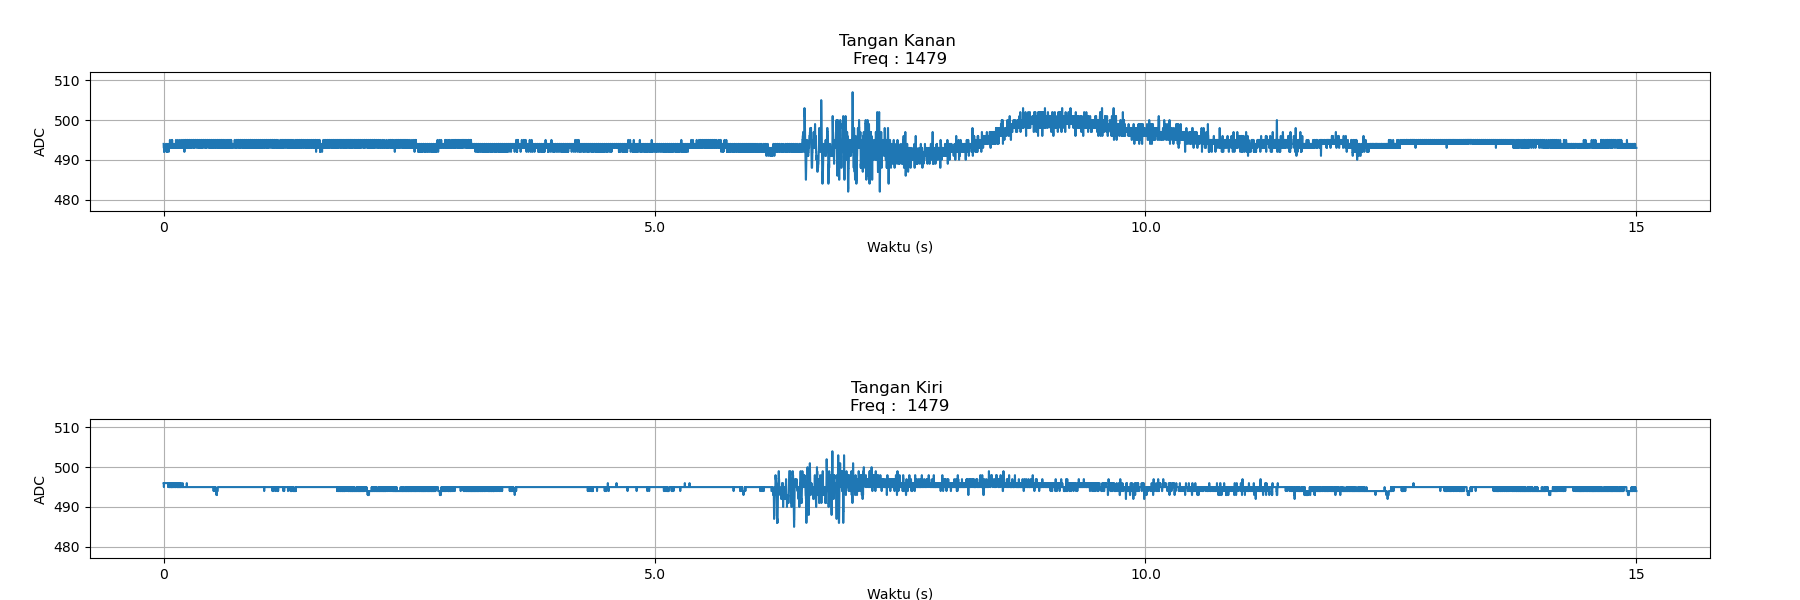 Tangan Kanan
Freq : 1479
510
500
490
480
ADC
0
5.0
10.0
15
Waktu (s)
Tangan Kiri
Freq :  1479
510
500
490
480
ADC
0
5.0
10.0
15
Waktu (s)